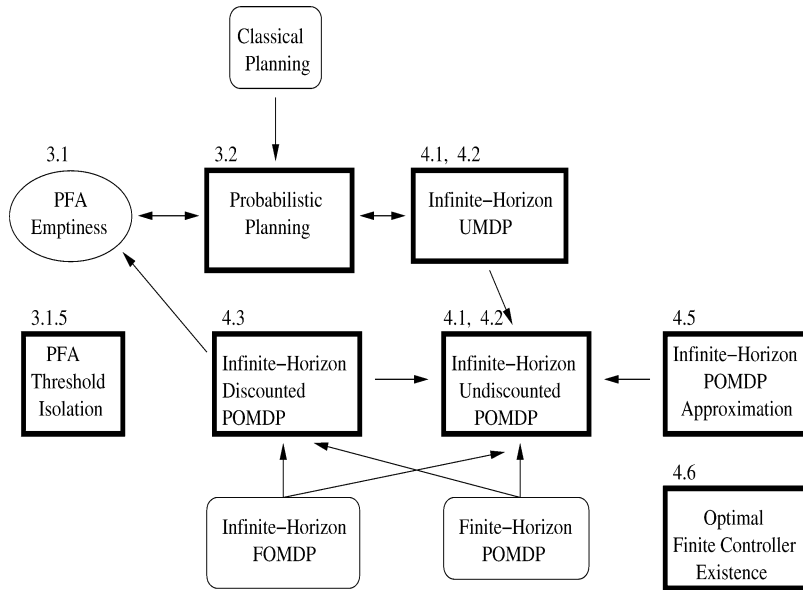 Classical
Planning
3.1
3.2
4.1, 4.2
PFA
Emptiness
Probabilistic
Planning
Infinite-Horizon
UMDP
3.1.5
4.3
4.1, 4.2
4.5
PFA
Threshold
Isolation
Infinite-Horizon
Discounted
POMDP
Infinite-Horizon
Undiscounted
POMDP
Infinite-Horizon
POMDP
Approximation
4.6
Infinite-Horizon
FOMDP
Finite-Horizon
POMDP
Optimal
Finite Controller
Existence